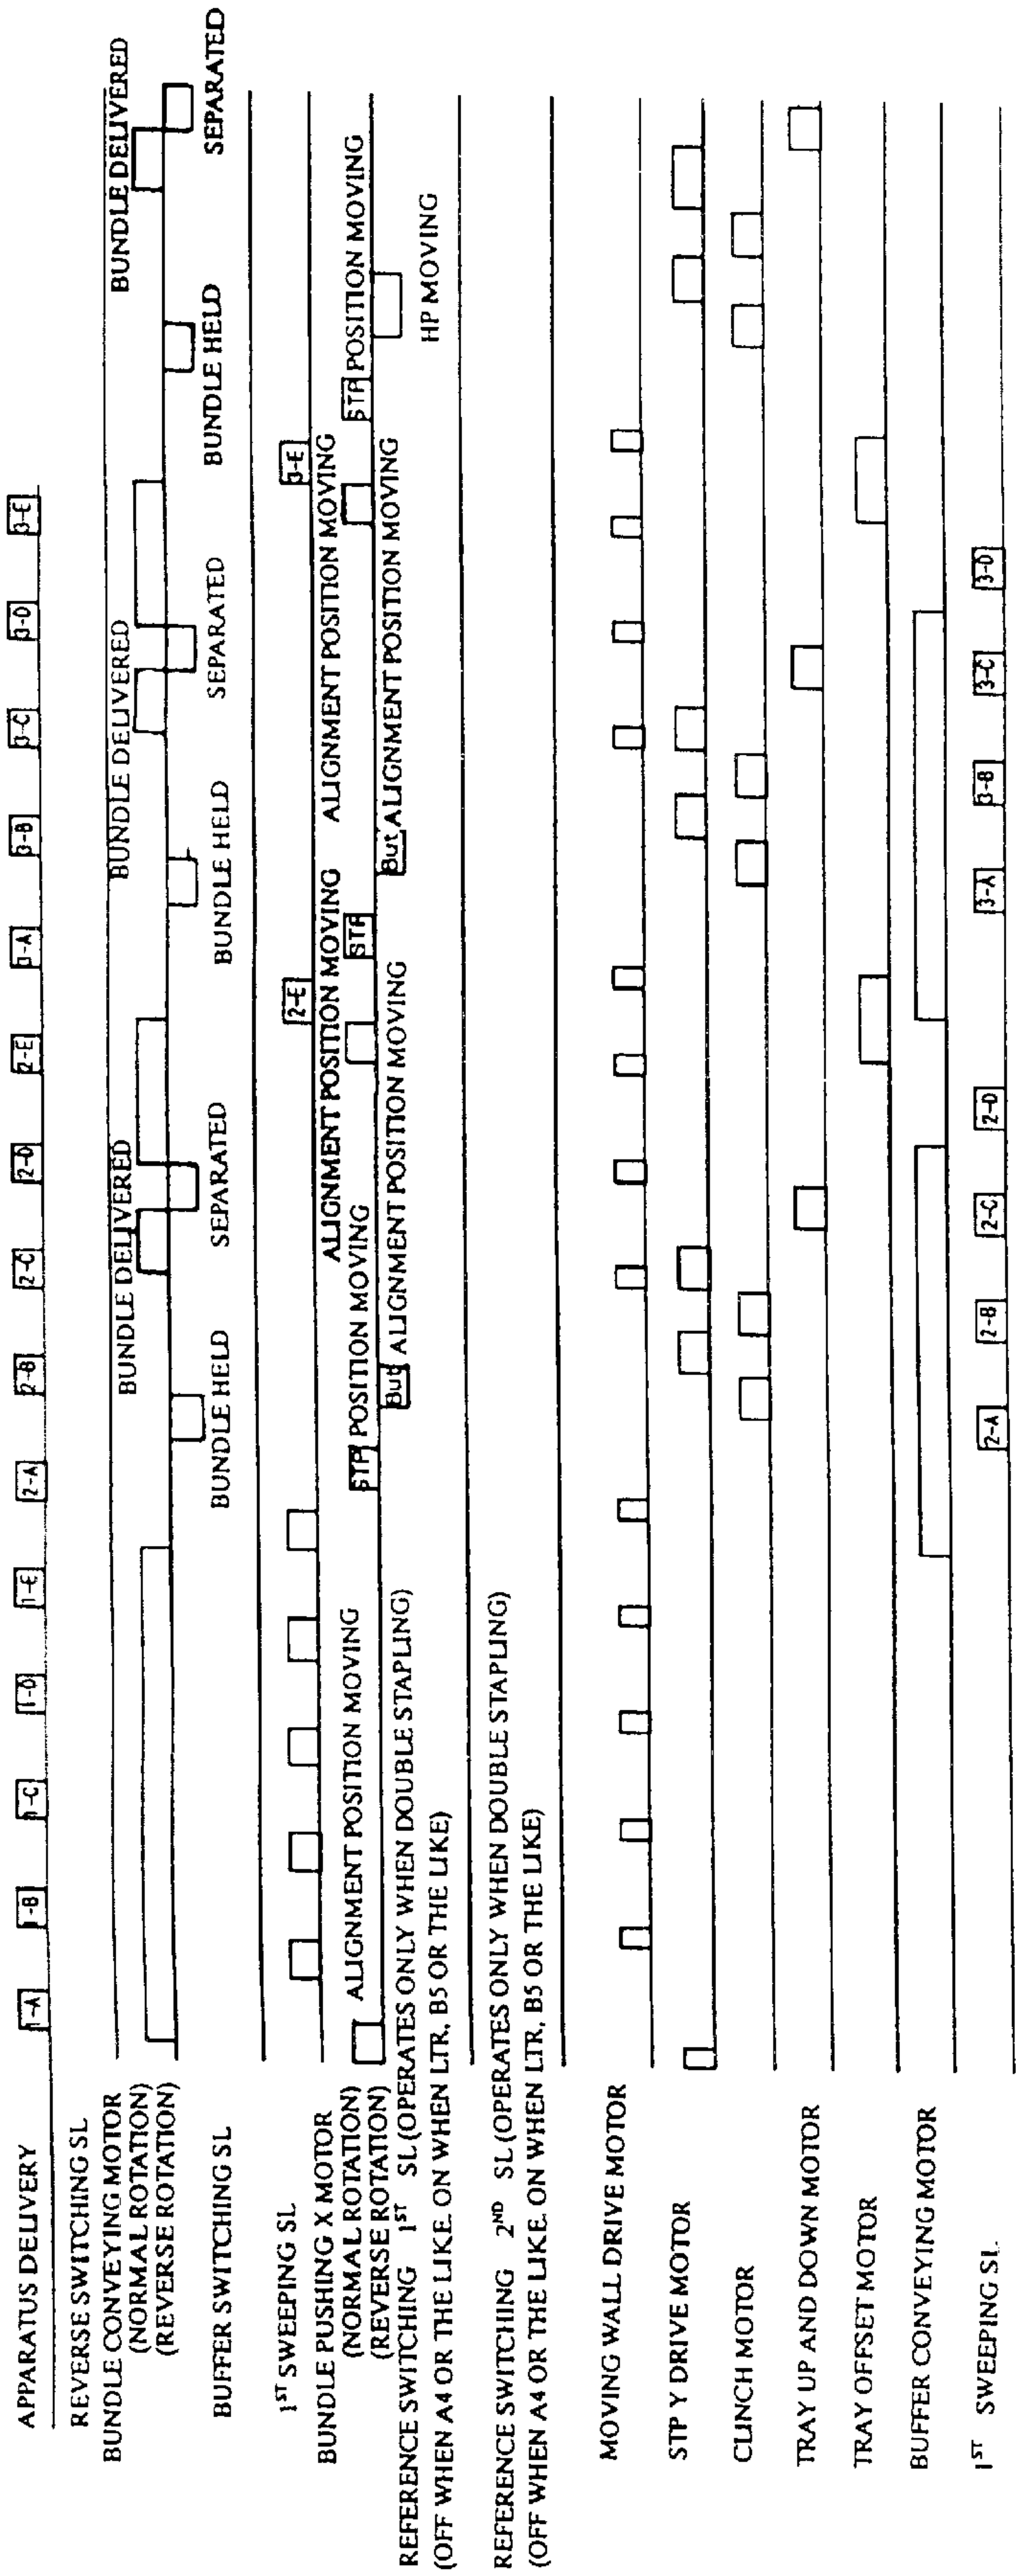 APPARATUS DELIVERY
1-A 1-B 1-C 1-D 1-E 2-A 2-B 2-C 2-D 2-E 3-A 3-B 3-C 3-D 3-E
REVERSE SWITCHING SL
BUNDLE DELIVERED BUNDLE DELIVERED BUNDLE DELIVERED
BUNDLE CONVEYING MOTOR
(NORMAL ROTATION)
(REVERSE ROTATION)
BUNDLE HELD SEPARATED BUNDLE HELD SEPARATED BUNDLE HELD SEPARATED
BUFFER SWITCHING SL
1ST SWEEPING SL
2-E 3-E
BUNDLE PUSHING X MOTOR
(NORMAL ROTATION)
(REVERSE ROTATION)
ALIGNMENT POSITION MOVING ALIGNMENT POSITION MOVING
ALIGNMENT POSITION MOVING STP POSITION MOVING STP STP POSITION MOVING
But ALIGNMENT POSITION MOVING But ALIGNMENT POSITION MOVING
HP MOVING
REFERENCE SWITCHING 1ST SL (OPERATES ONLY WHEN DOUBLE STAPLING)
(OFF WHEN A4 OR THE LIKE. ON WHEN LTR, B5 OR THE LIKE)
REFERENCE SWITCHING 2ND SL (OPERATES ONLY WHEN DOUBLE STAPLING)
(OFF WHEN A4 OR THE LIKE. ON WHEN LTR, B5 OR THE LIKE)
MOVING WALL DRIVE MOTOR
STP Y DRIVE MOTOR
CLINCH MOTOR
TRAY UP AND DOWN MOTOR
TRAY OFFSET MOTOR
BUFFER CONVEYING MOTOR
1ST SWEEPING SL
2-A 2-B 2-C 2-D 3-A 3-B 3-C 3-D